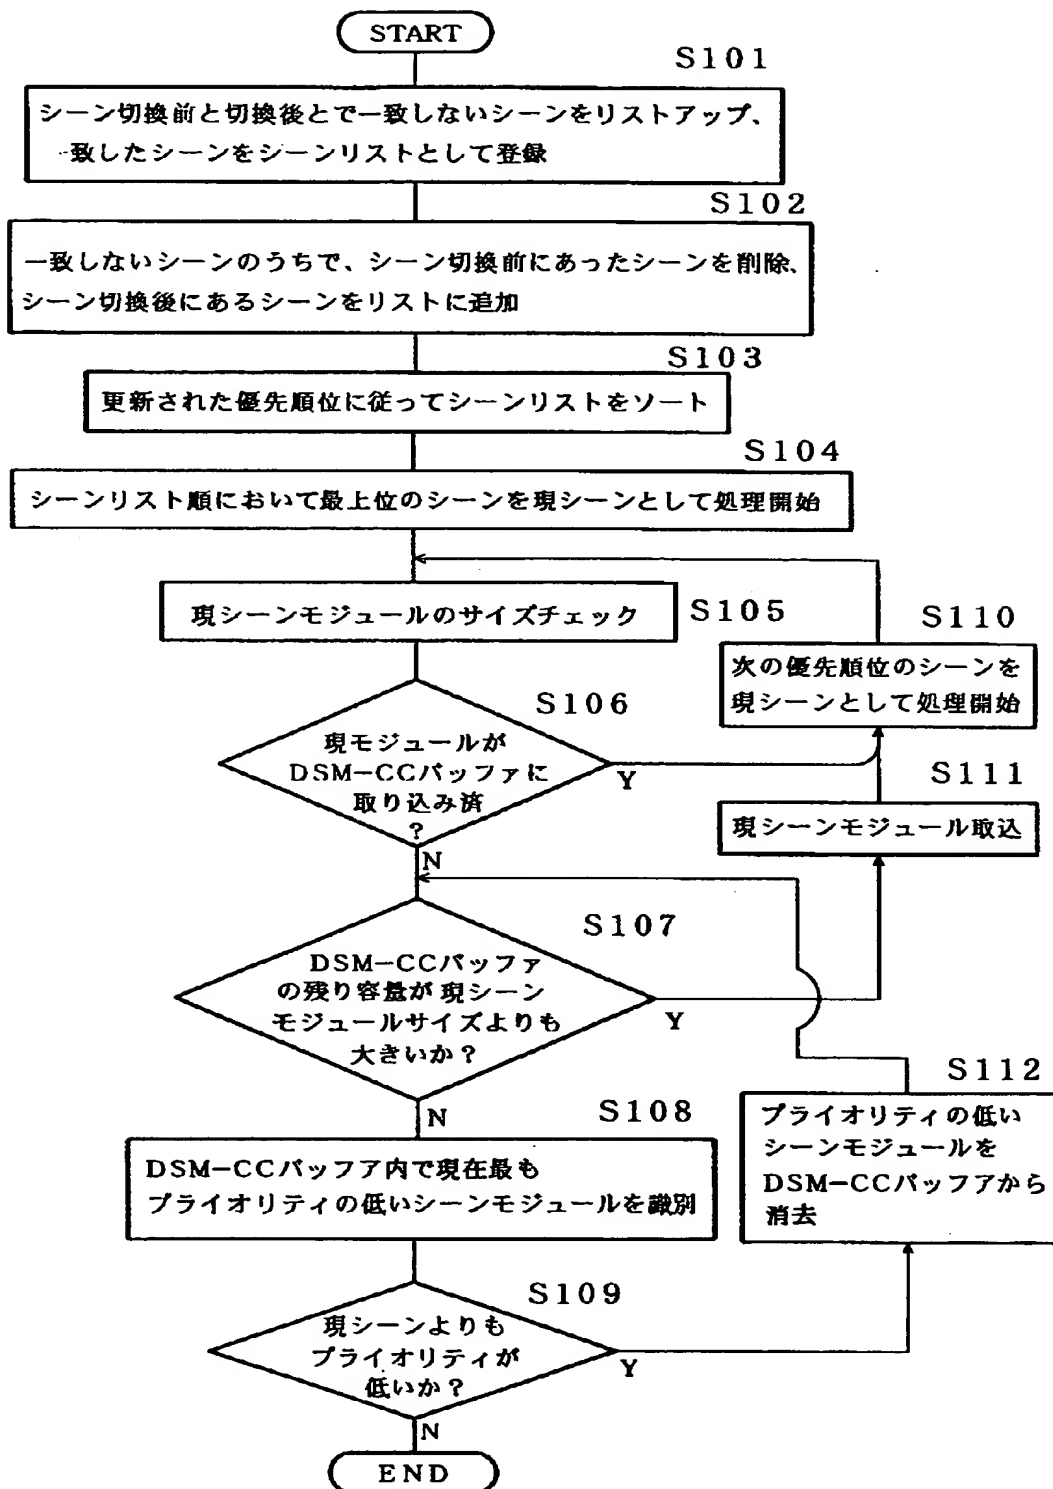 START
S101
シーン切換前と切換後とで一致しないシーンをリストアップ、
一致したシーンをシーンリストとして登録
S102
一致しないシーンのうちで、シーン切換前にあったシーンを削除、
シーン切換後にあるシーンをリストに追加
S103
更新された優先順位に従ってシーンリストをソート
S104
シーンリスト順において最上位のシーンを現シーンとして処理開始
現シーンモジュールのサイズチェック
S105
S110
次の優先順位のシーンを
現シーンとして処理開始
S106
現モジュールが
DSM-CCバッファに
取り込み済
?
Y
N
S111
現シーンモジュール取込
S107
DSM-CCバッファ
の残り容量が現シーン
モジュールサイズよりも
大きいか?
Y
N
S108
DSM-CCバッフア内で現在最も
プライオリティの低いシーンモジュールを識別
S112
プライオリティの低い
シーンモジュールを
DSM-CCバッフアから
消去
S109
現シーンよりも
プライオリティが
低いか?
Y
N
END